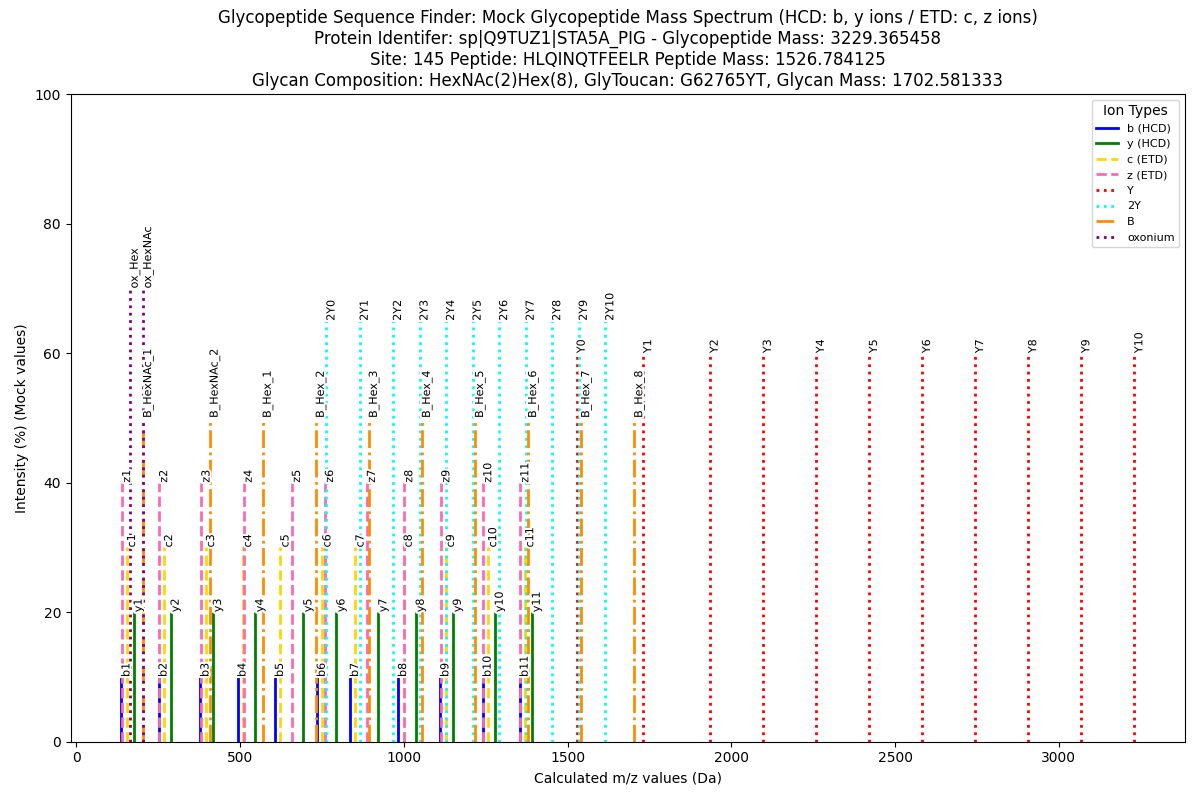 Glycopeptide Sequence Finder: Mock Glycopeptide Mass Spectrum (HCD: b, y ions / ETD: c, z ions)
Protein Identifer: sp|Q9TUZ1|STA5A_PIG - Glycopeptide Mass: 3229.365458
Site: 145 Peptide: HLQINQTFEELR Peptide Mass: 1526.784125
Glycan Composition: HexNAc(2)Hex(8), GlyToucan: G62765YT, Glycan Mass: 1702.581333
Intensity (%) (Mock values)
100
80
60
40
20
0
Ion Types
b (HCD)
y (HCD)
c (ETD)
z (ETD)
Y
2Y
B
oxonium
ox_Hex
ox_HexNAc
2Y0
2Y1
2Y2
2Y3
2Y4
2Y5
2Y6
2Y7
2Y8
2Y9
2Y10
Y0
Y1
Y2
Y3
Y4
Y5
Y6
Y7
Y8
Y9
Y10
B_HexNAc_1
B_HexNAc_2
B_Hex_1
B_Hex_2
B_Hex_3
B_Hex_4
B_Hex_5
B_Hex_6
B_Hex_7
B_Hex_8
z1
z2
z3
z4
z5
z6
z7
z8
z9
z10
z11
c1
c2
c3
c4
c5
c6
c7
c8
c9
c10
c11
y1
y2
y3
y4
y5
y6
y7
y8
y9
y10
y11
b1
b2
b3
b4
b5
b6
b7
b8
b9
b10
b11
0
500
1000
1500
2000
2500
3000
Calculated m/z values (Da)